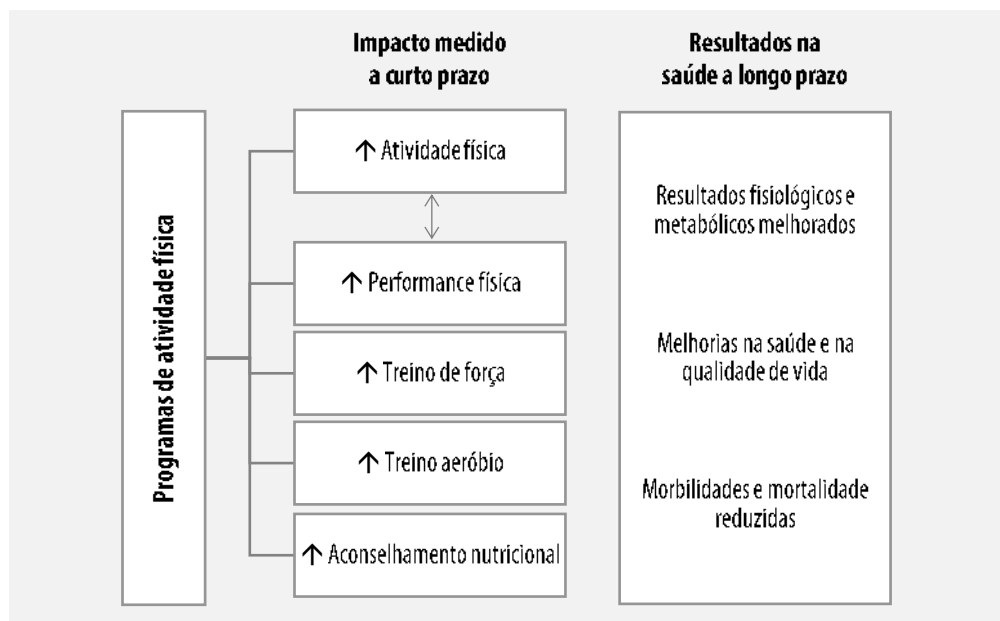 Impacto medido
a curto prazo
Resultados na
saúde a longo prazo
Programas de atividade física
↑ Atividade física
↑ Performance física
↑ Treino de força
↑ Treino aeróbio
↑ Aconselhamento nutricional
Resultados fisiológicos e
metabólicos melhorados
Melhorias na saúde e na
qualidade de vida
Morbilidades e mortalidade
reduzidas